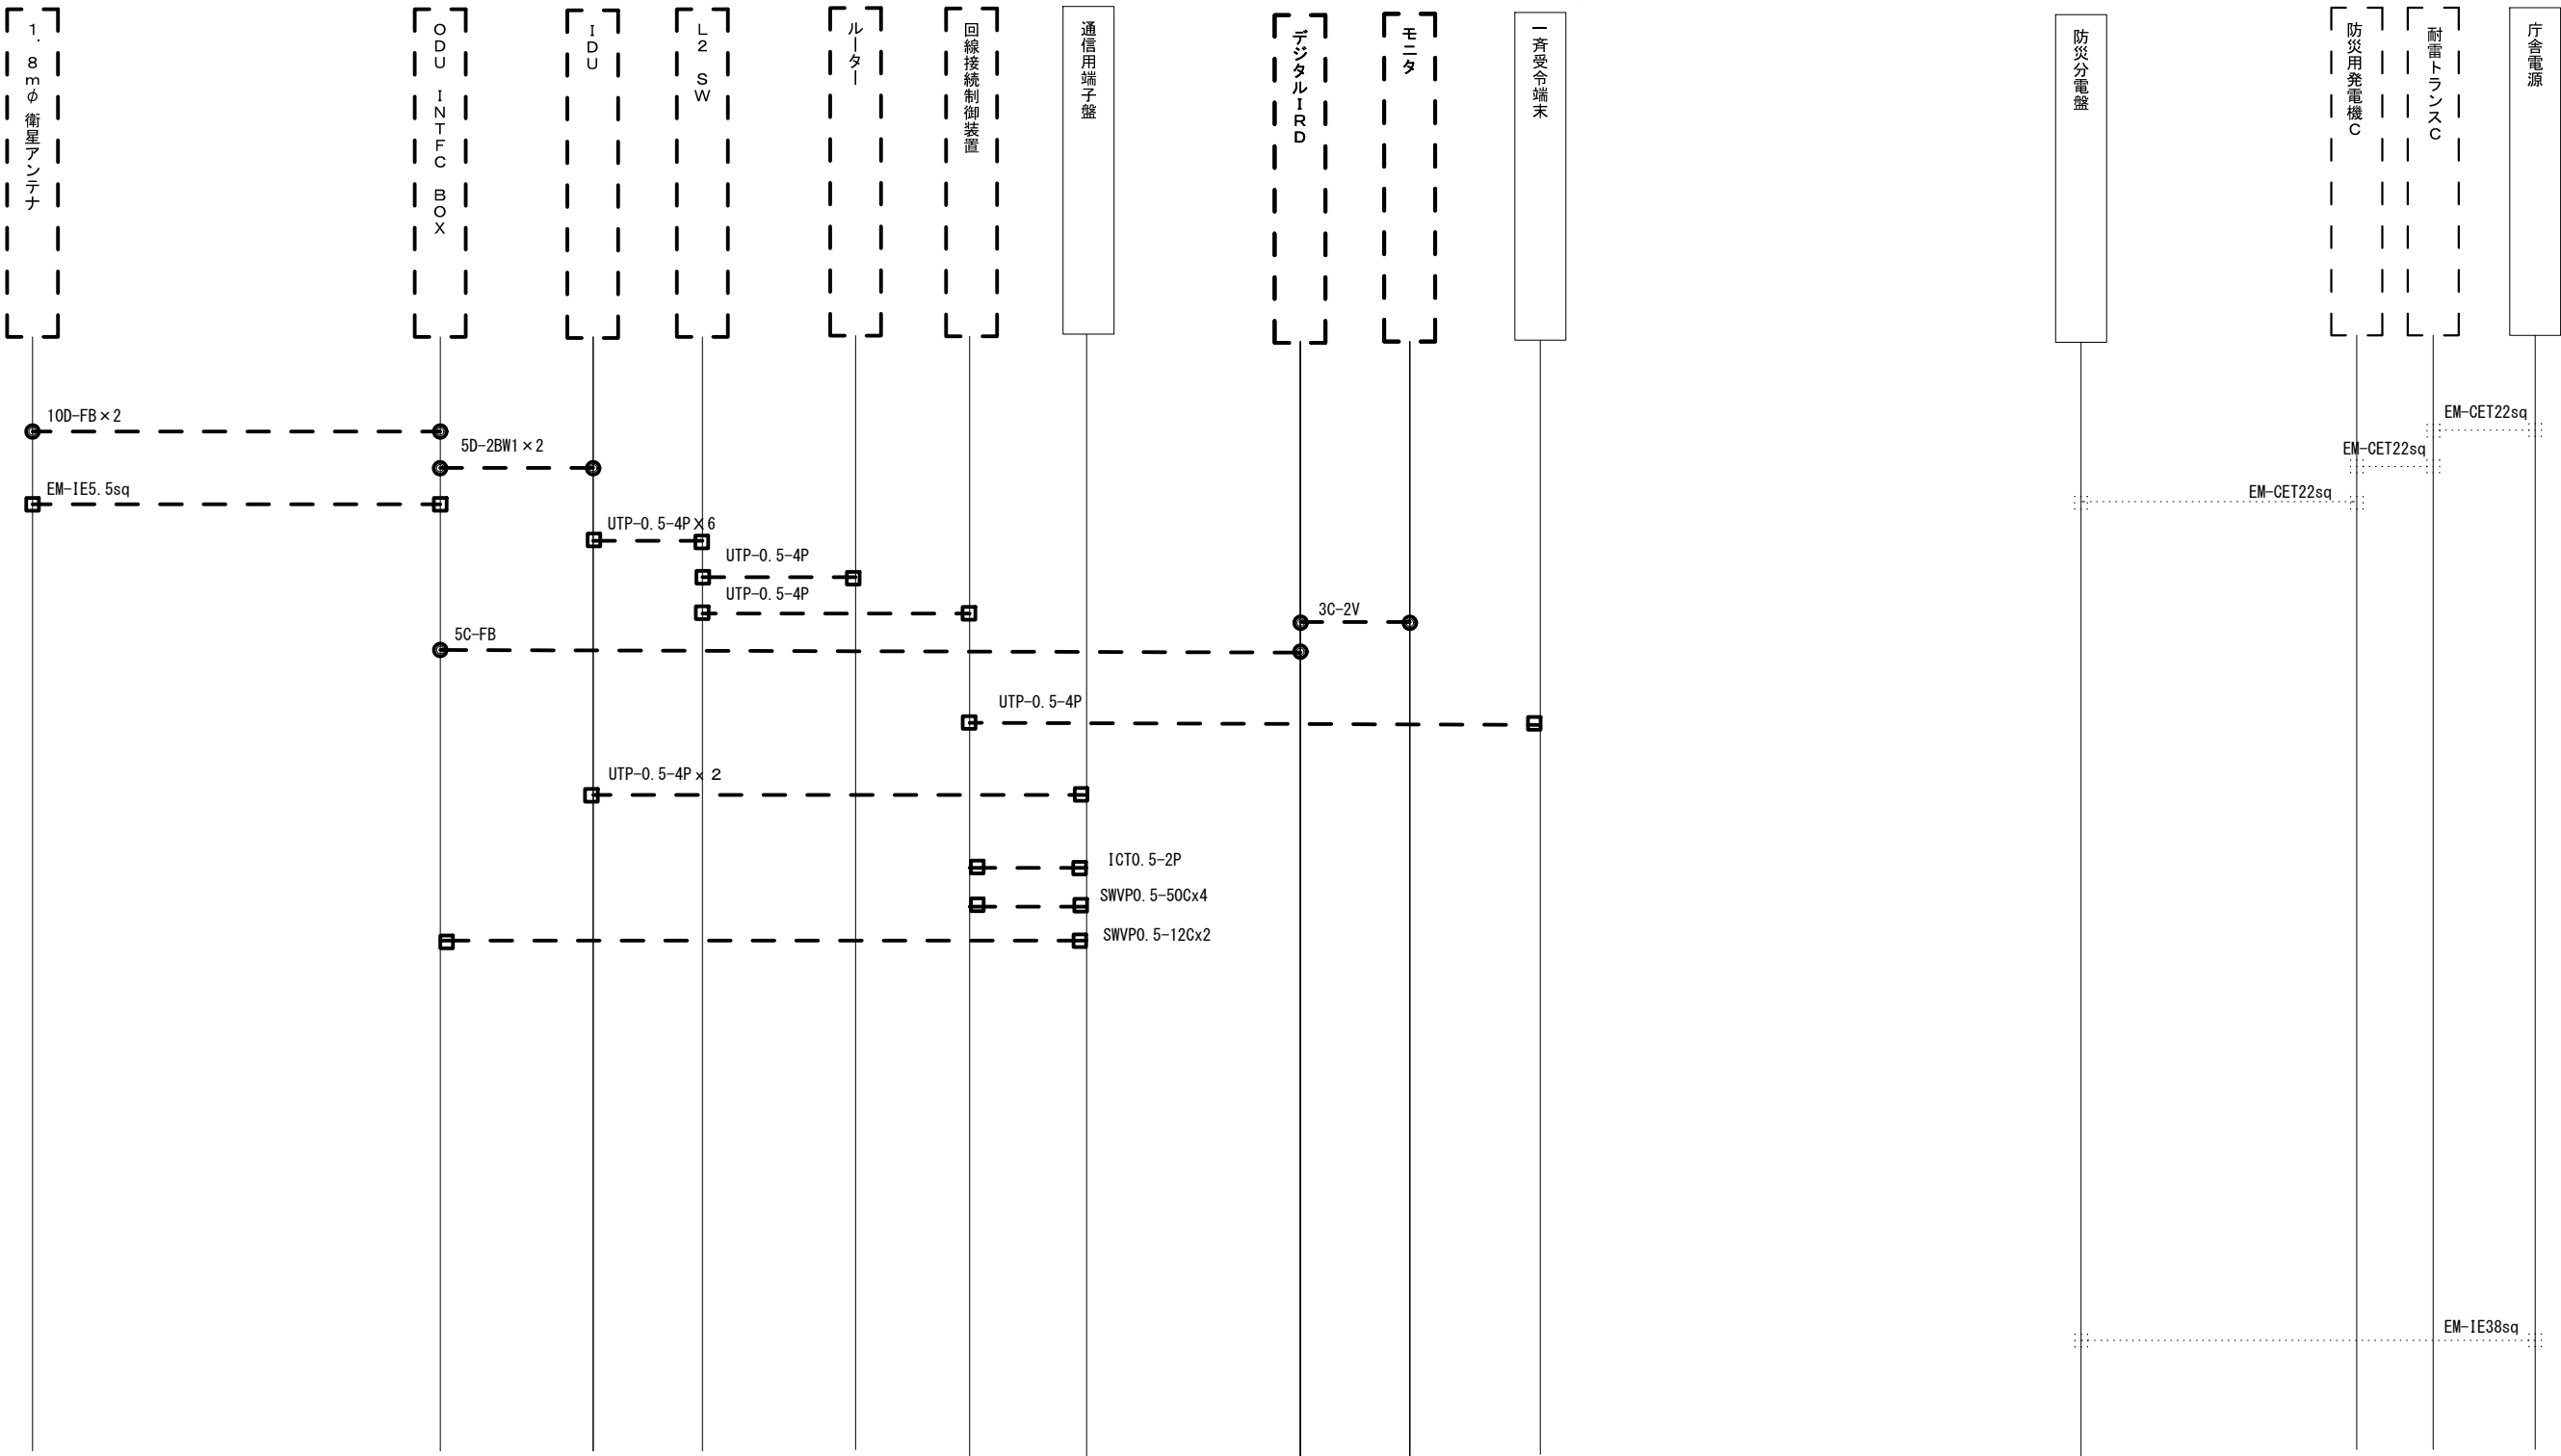 １．８ｍφ衛星アンテナ
ＯＤＵ　ＩＮＴＦＣ　ＢＯＸ
ＩＤＵ
Ｌ２　ＳＷ
ルーター
回線接続制御装置
通信用端子盤
デジタルＩＲＤ
モニタ
一斉受令端末
防災分電盤
防災用発電機Ｃ
耐雷トランスＣ
庁舎電源
10D-FB×2
EM-CET22sq
5D-2BW1×2
EM-CET22sq
EM-IE5.5sq
EM-CET22sq
UTP-0.5-4P×6
UTP-0.5-4P
UTP-0.5-4P
3C-2V
5C-FB
UTP-0.5-4P
UTP-0.5-4Px２
ICT0.5-2P
SWVP0.5-50Cx4
SWVP0.5-12Cx2
EM-IE38sq